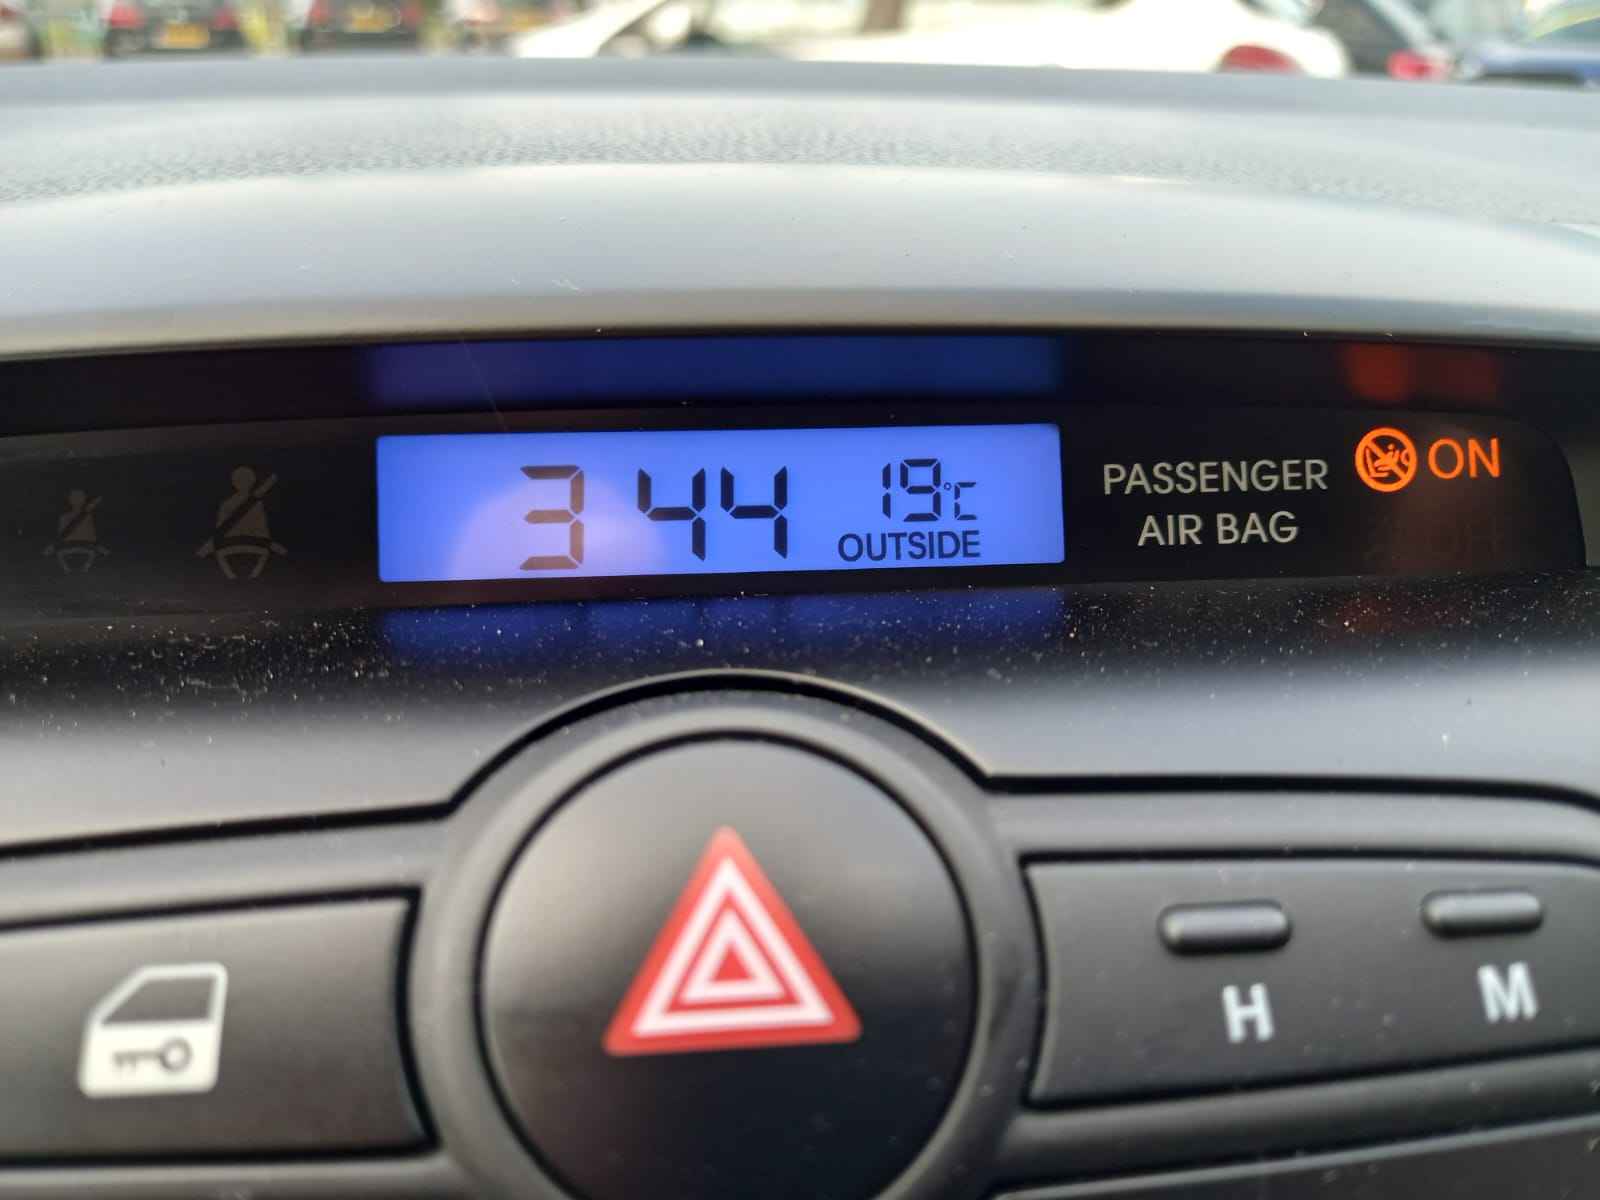 3 44 19°C
OUTSIDE
PASSENGER
AIR BAG
ON
H M